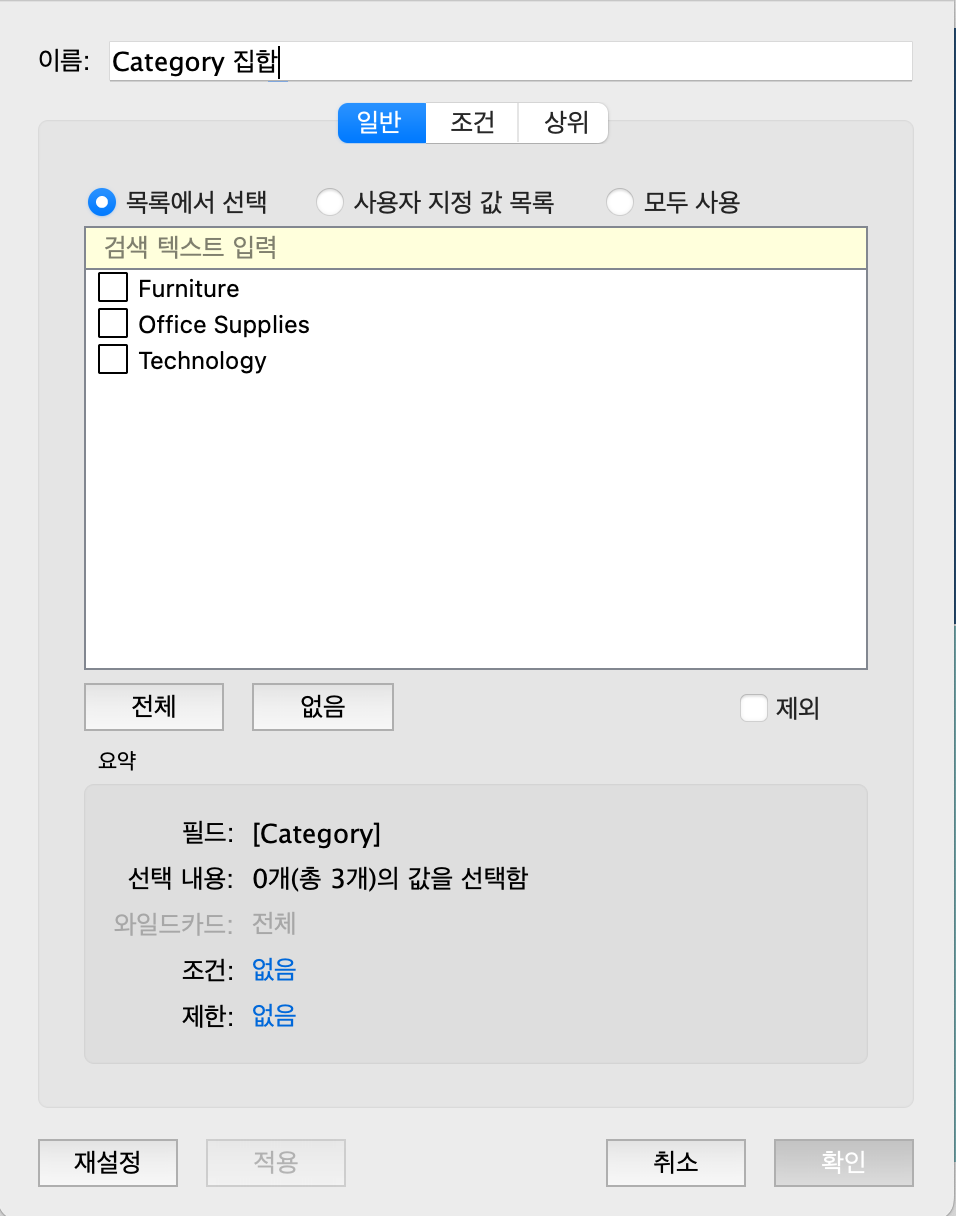 이름: Category 집합
일반 조건 상위
목록에서 선택 사용자 지정 값 목록 모두 사용
검색 텍스트 입력
Furniture
Office Supplies
Technology
전체 없음 제외
요약
필드: [Category]
선택 내용: 0개(총 3개)의 값을 선택함
와일드카드: 전체
조건: 없음
제한: 없음
재설정 적용 취소 확인